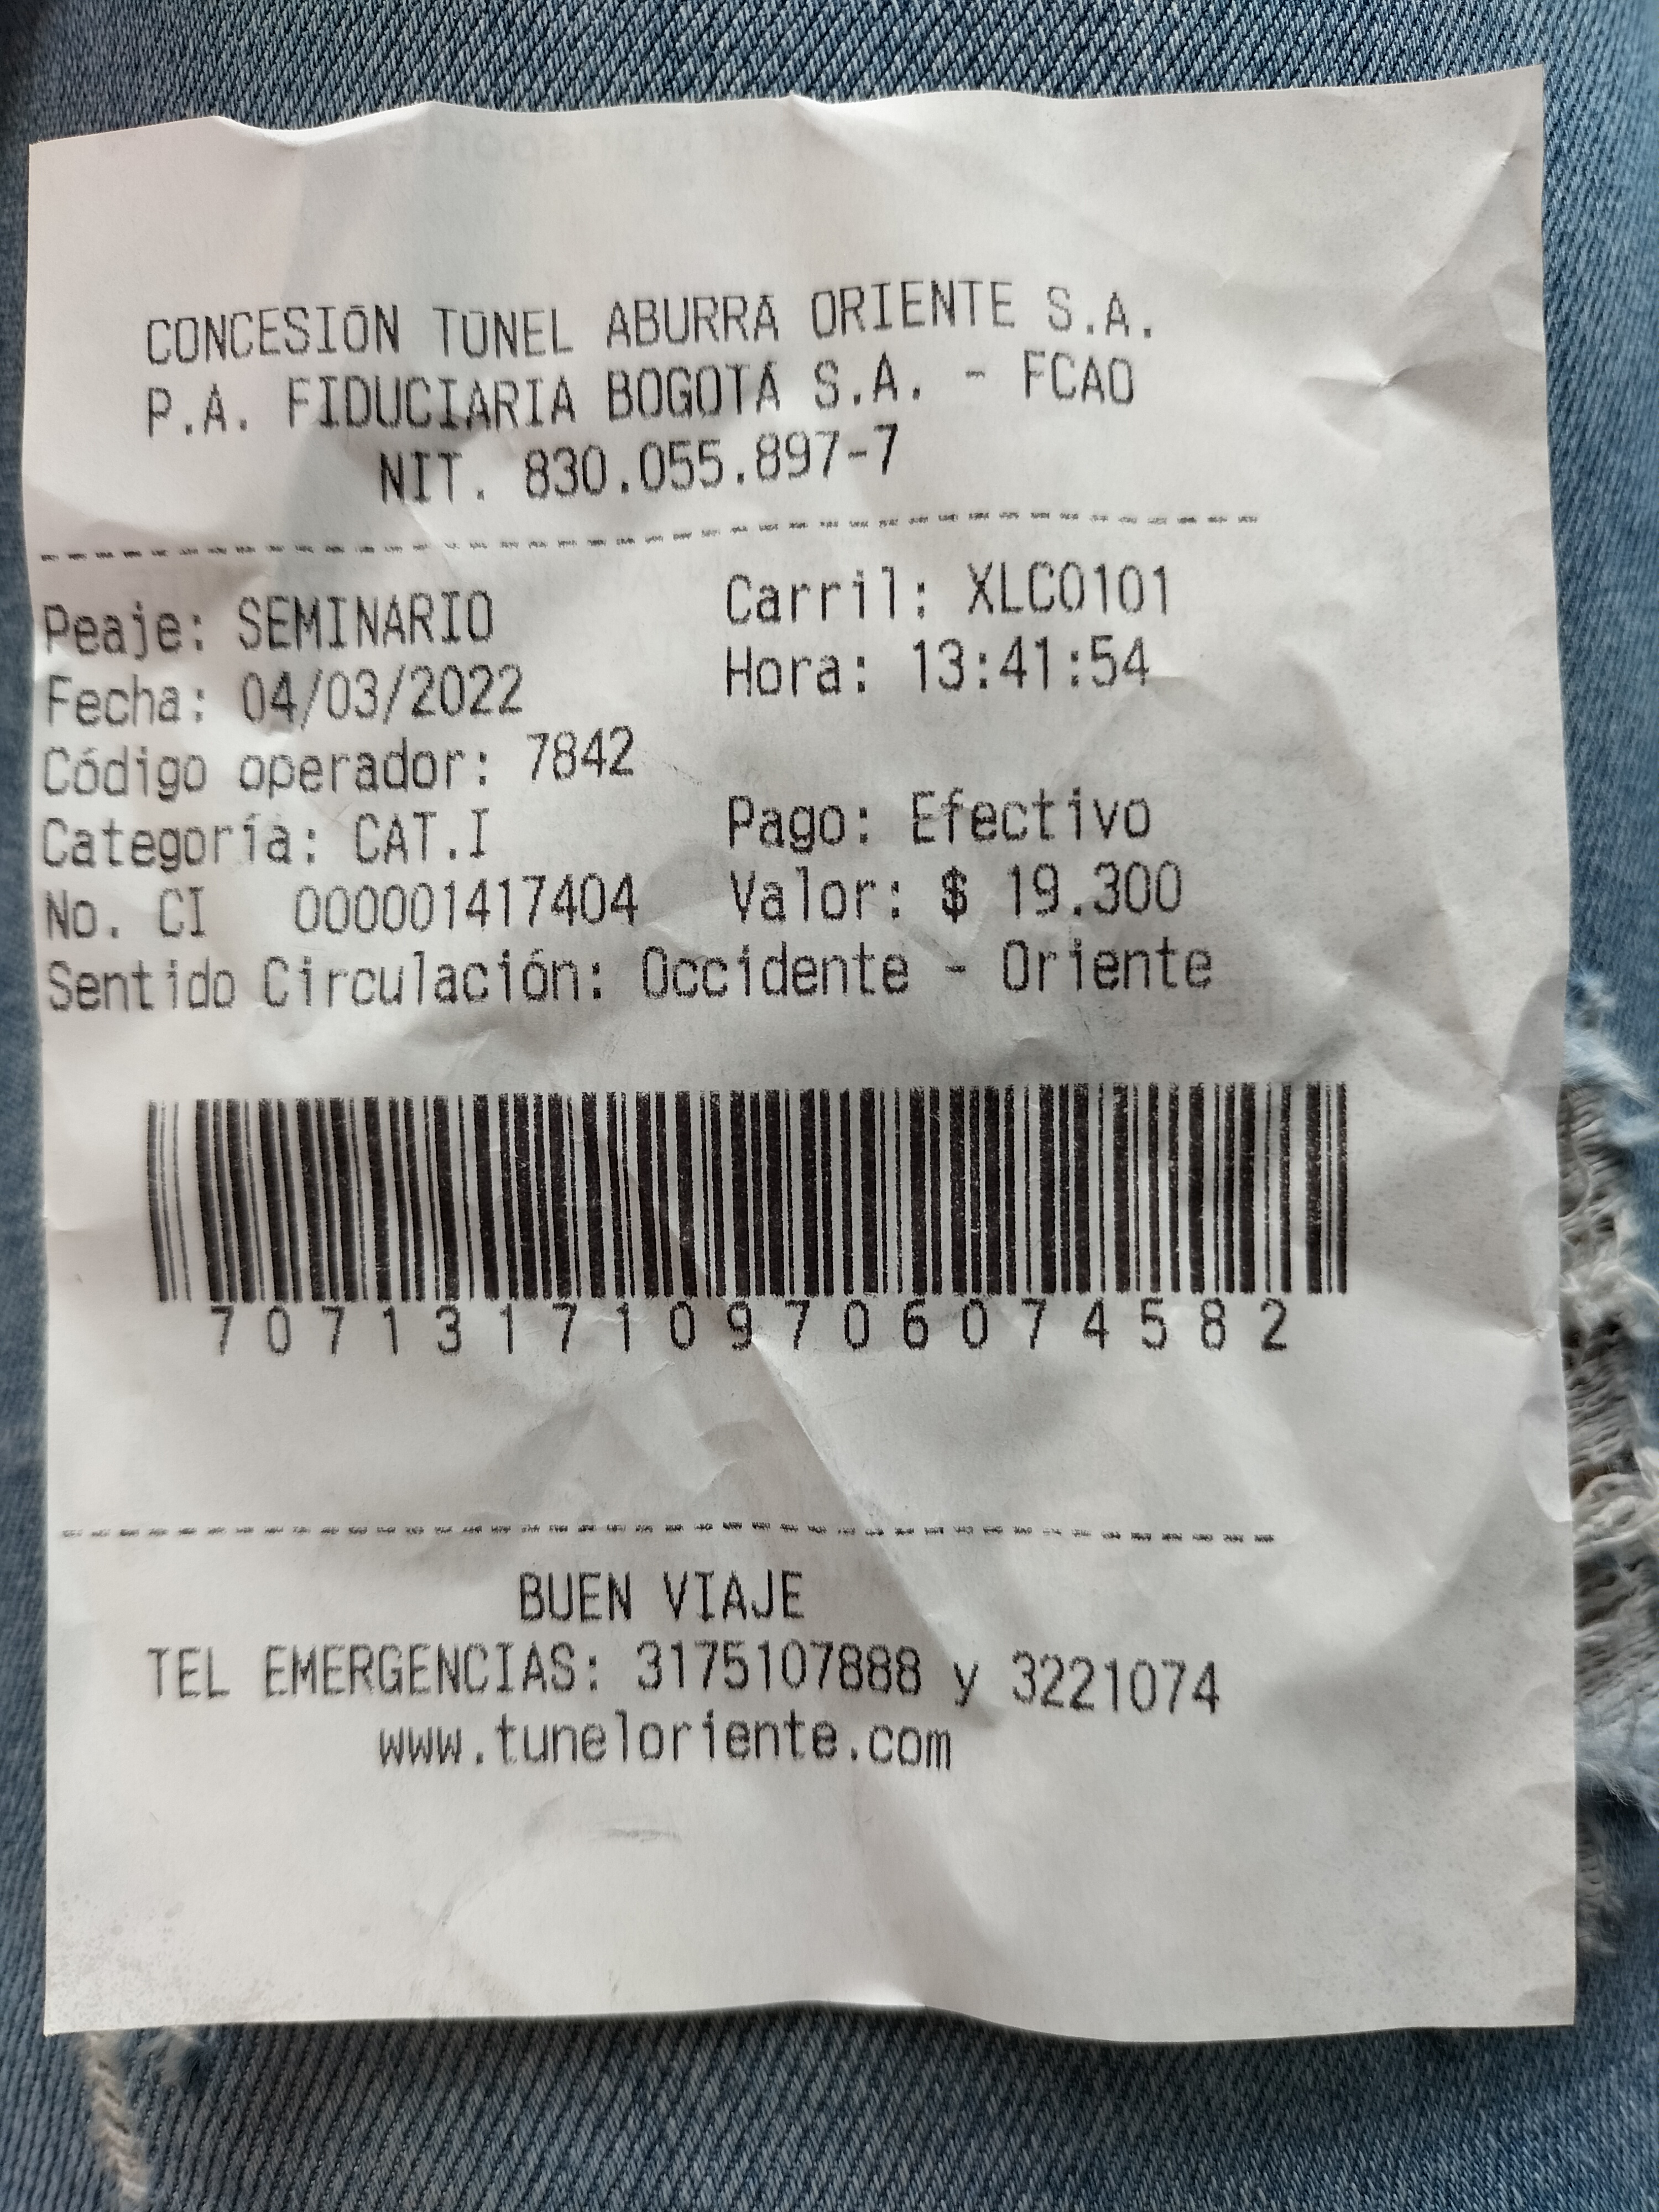 CONCESIÓN TÚNEL ABURRÁ ORIENTE S.A.
P.A. FIDUCIARIA BOGOTÁ S.A. - FCAO
NIT. 830.055.897-7
Peaje: SEMINARIO Carril: XLC0101
Fecha: 04/03/2022 Hora: 13:41:54
Código operador: 7842
Categoría: CAT.I Pago: Efectivo
No. CI 000001417404 Valor: $ 19.300
Sentido Circulación: Occidente - Oriente
7071317109706074582
BUEN VIAJE
TEL EMERGENCIAS: 3175107888 y 3221074
www.tuneloriente.com